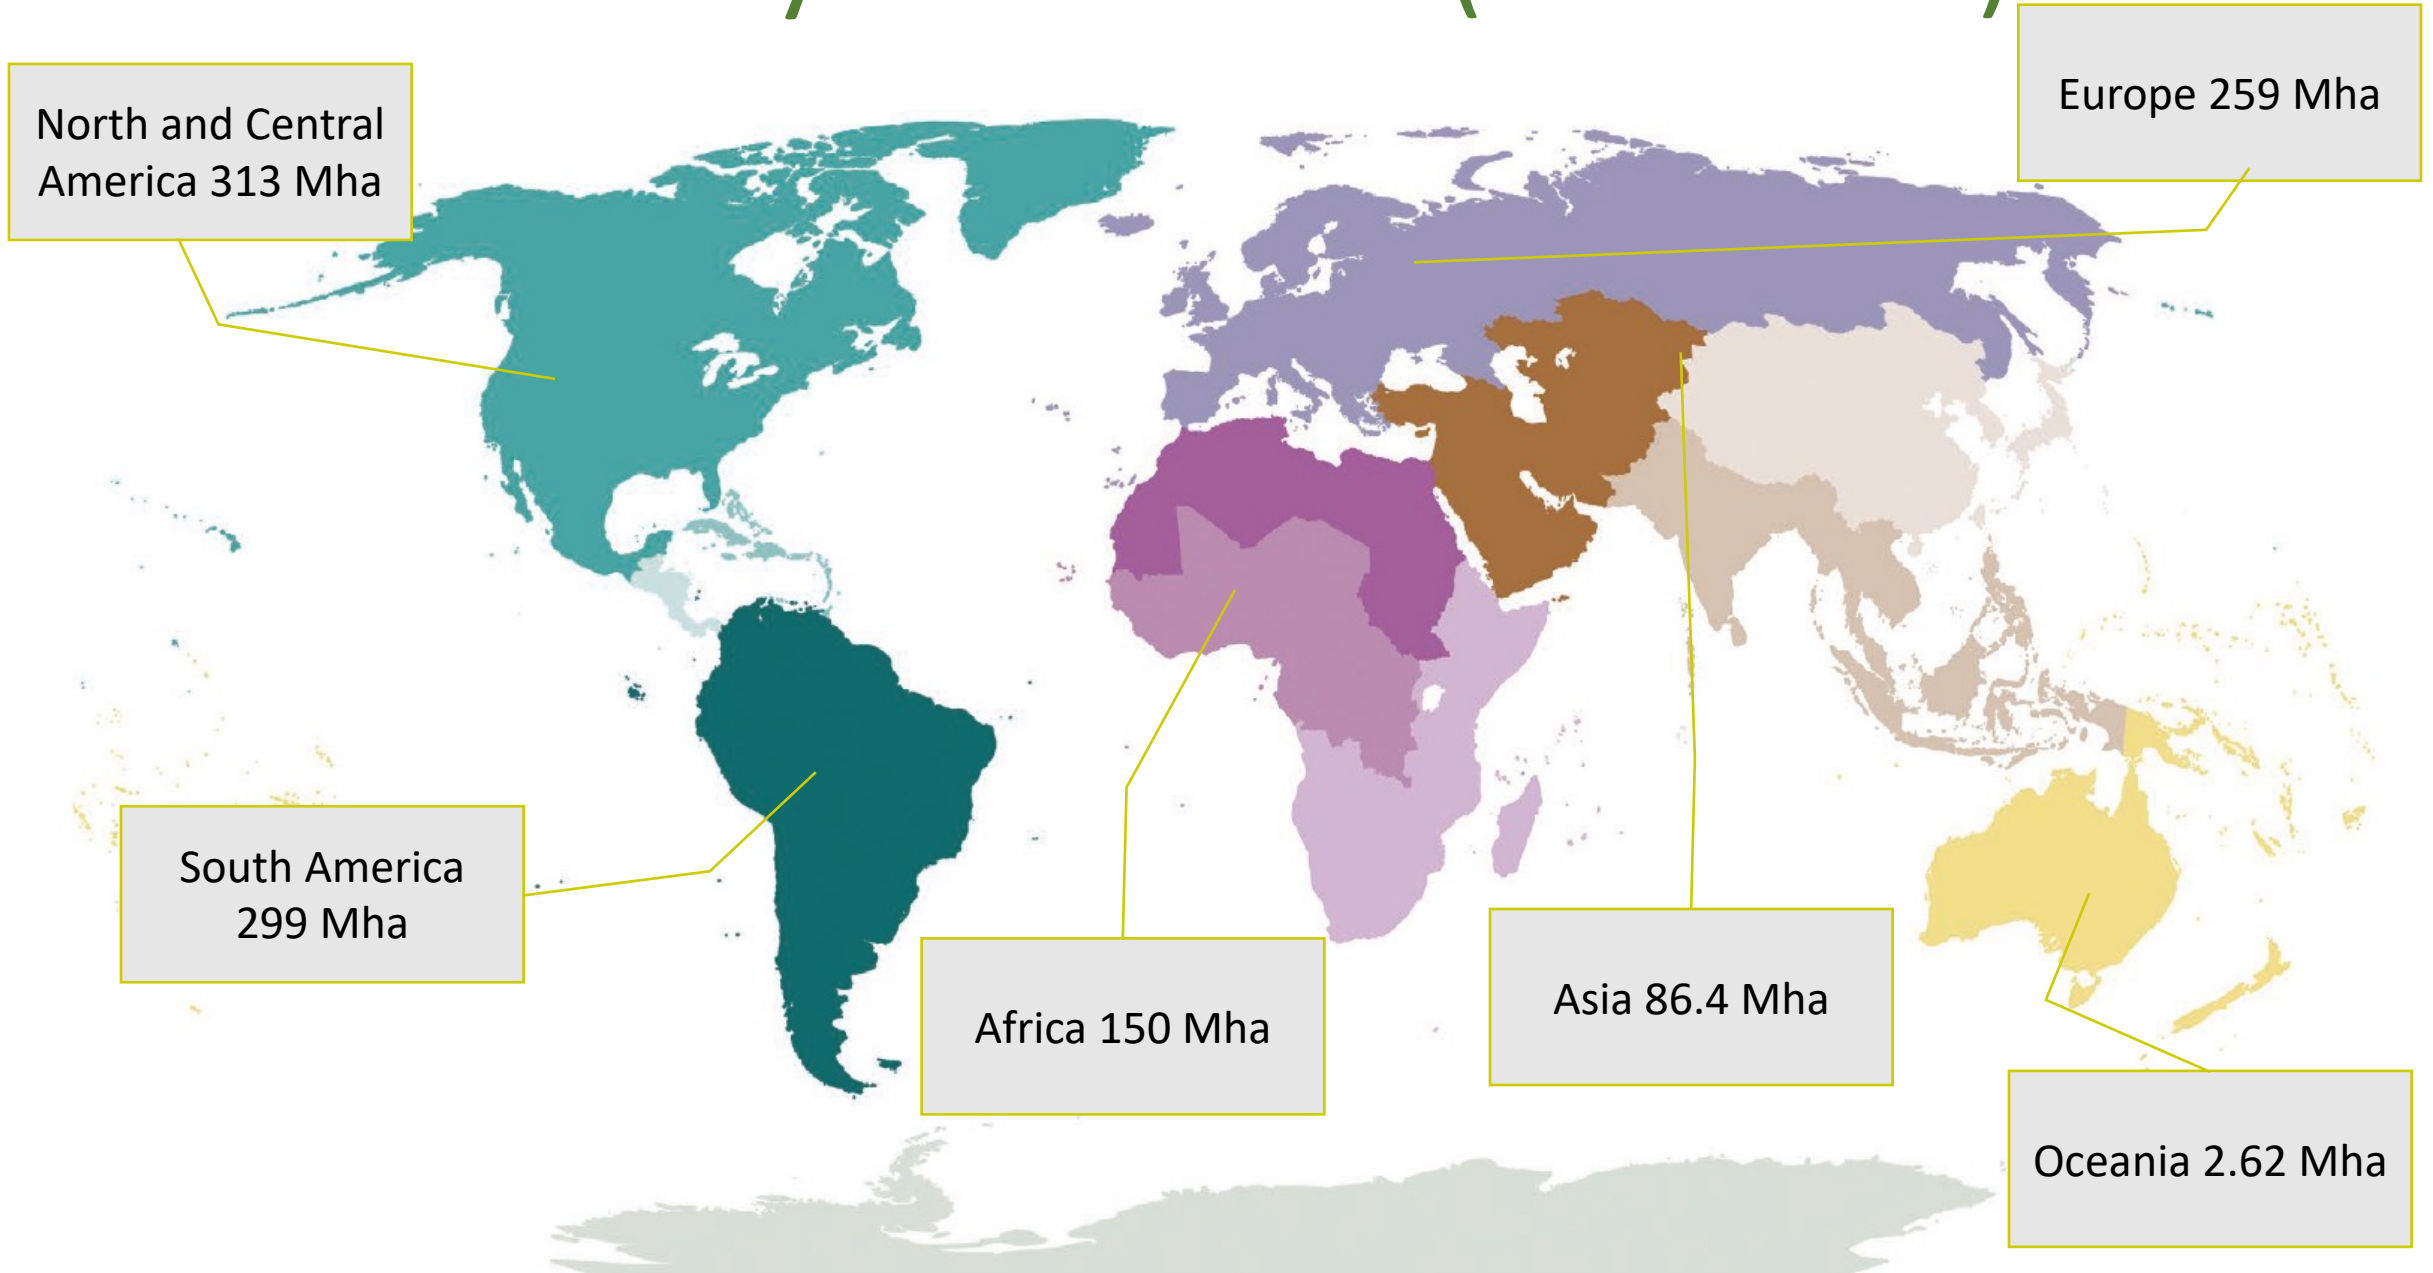 Europe 259 Mha
North and Central
America 313 Mha
South America
299 Mha
Africa 150 Mha
Asia 86.4 Mha
Oceania 2.62 Mha